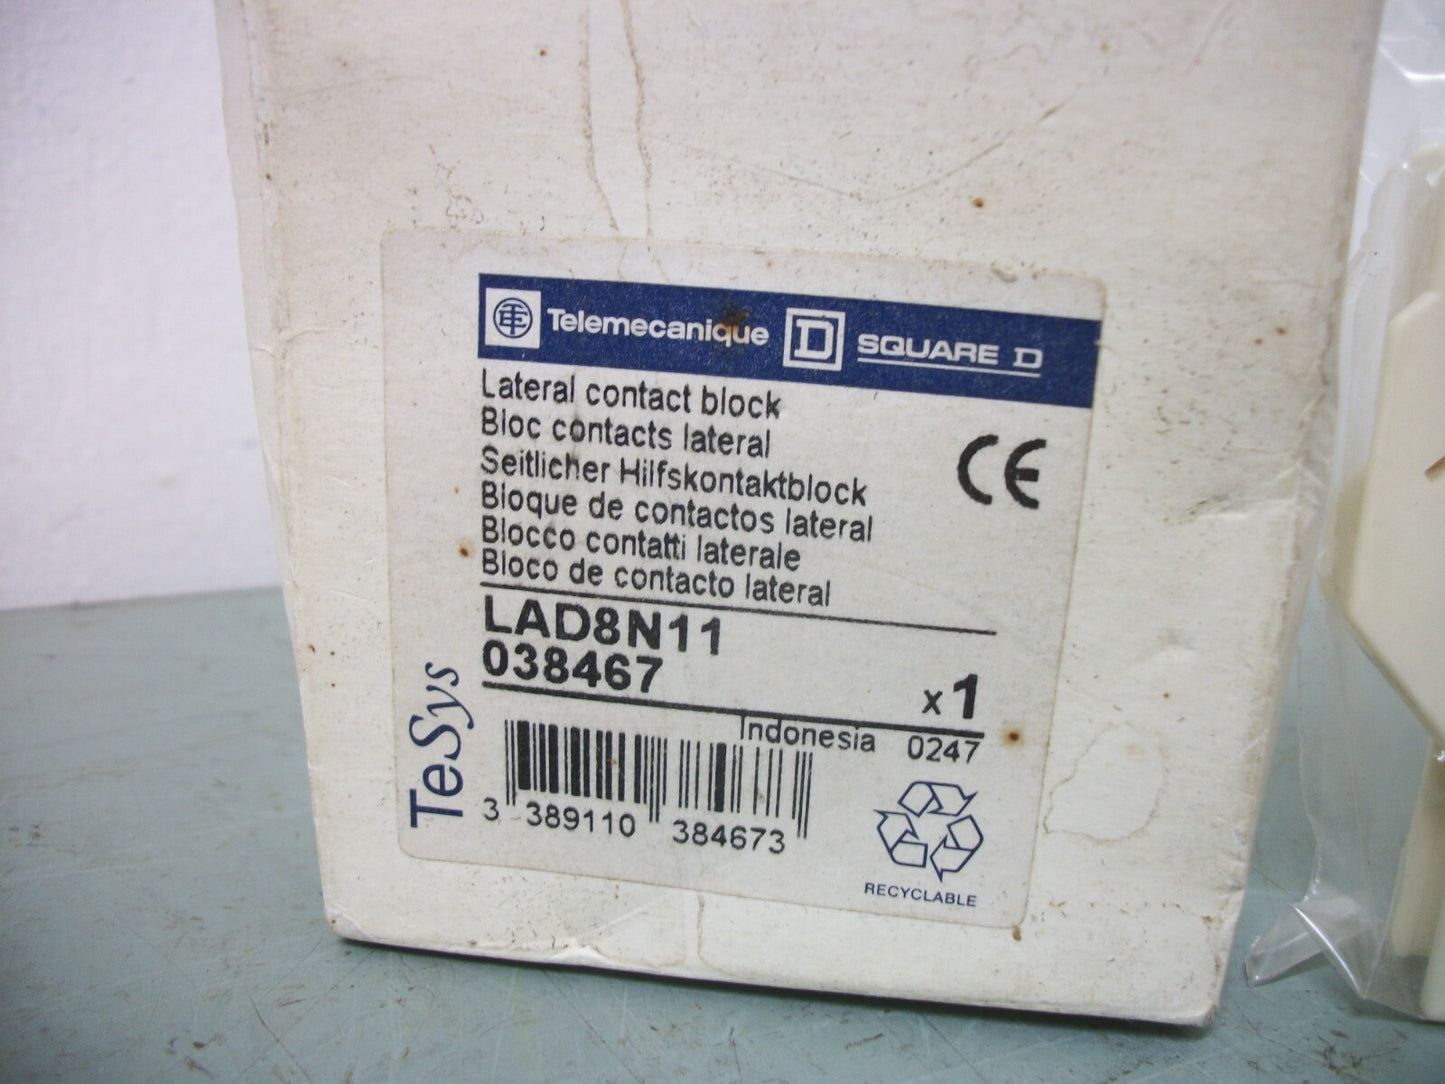 Telemecanique D SQUARE D
Lateral contact block
Bloc contacts lateral
Seitlicher Hilfskontaktblock
Bloque de contactos lateral
Blocco contatti laterale
Bloco de contacto lateral
CE
LAD8N11
038467
x 1
Indonesia 0247
TeSys
3 389110 384673
RECYCLABLE